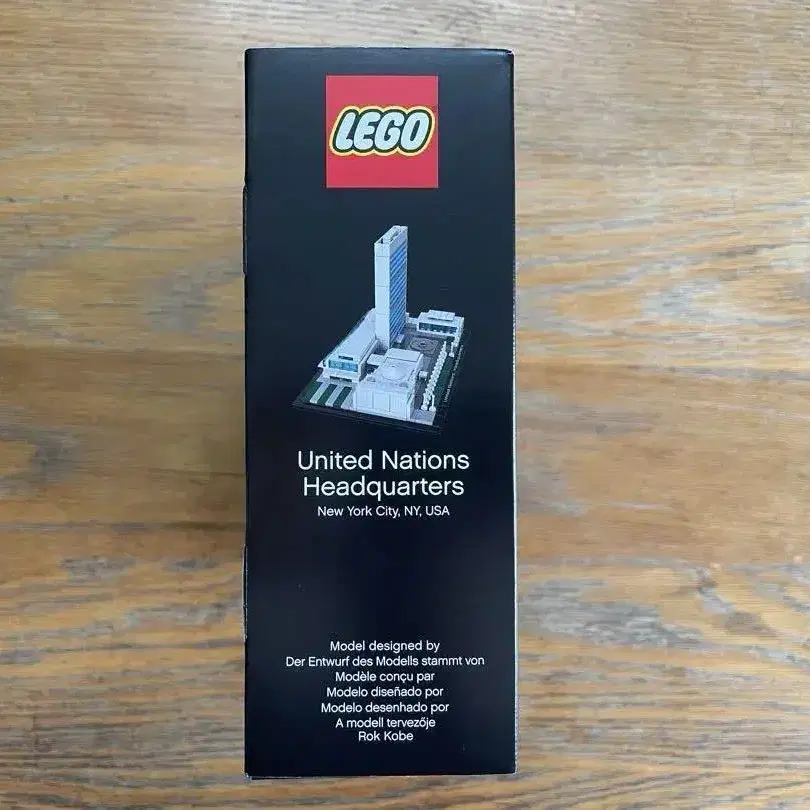 LEGO
United Nations
Headquarters
New York City, NY, USA
Model designed by
Der Entwurf des Modells stammt von
Modèle conçu par
Modelo diseñado por
Modelo desenhado por
A modell tervezője
Rok Kobe